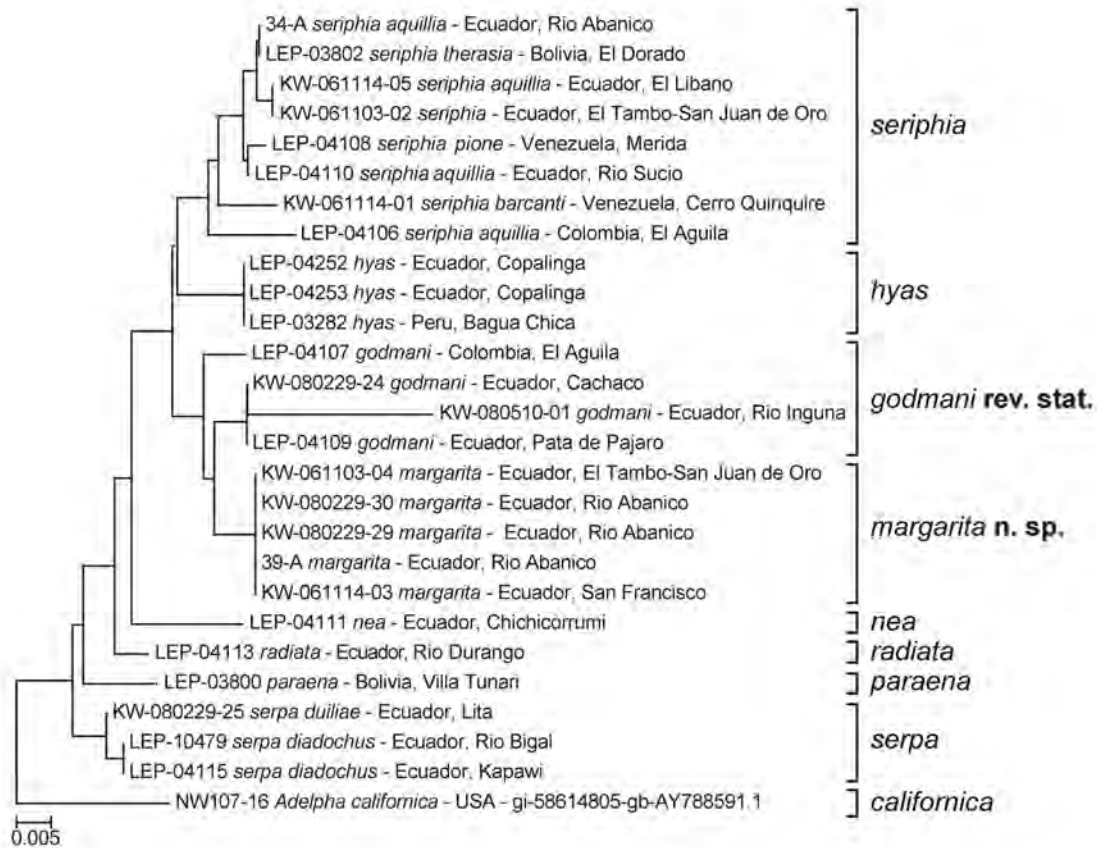 34-A seriphia aquillia - Ecuador, Rio Abanico
LEP-03802 seriphia therasia - Bolivia, El Dorado
KW-061114-05 seriphia aquillia - Ecuador, El Libano
KW-061103-02 seriphia - Ecuador, El Tambo-San Juan de Oro
LEP-04108 seriphia pione - Venezuela, Merida
LEP-04110 seriphia aquillia - Ecuador, Rio Sucio
KW-061114-01 seriphia barcanti - Venezuela, Cerro Quiriquire
LEP-04106 seriphia aquillia - Colombia, El Aguila
seriphia
LEP-04252 hyas - Ecuador, Copalinga
LEP-04253 hyas - Ecuador, Copalinga
LEP-03282 hyas - Peru, Bagua Chica
hyas
LEP-04107 godmani - Colombia, El Aguila
KW-080229-24 godmani - Ecuador, Cachaco
KW-080510-01 godmani - Ecuador, Rio Inguna
LEP-04109 godmani - Ecuador, Pata de Pajaro
godmani rev. stat.
KW-061103-04 margarita - Ecuador, El Tambo-San Juan de Oro
KW-080229-30 margarita - Ecuador, Rio Abanico
KW-080229-29 margarita - Ecuador, Rio Abanico
39-A margarita - Ecuador, Rio Abanico
KW-061114-03 margarita - Ecuador, San Francisco
margarita n. sp.
LEP-04111 nea - Ecuador, Chichicorrumi
nea
LEP-04113 radiata - Ecuador, Rio Durango
radiata
LEP-03800 paraena - Bolivia, Villa Tunari
paraena
KW-080229-25 serpa duiliae - Ecuador, Lita
LEP-10479 serpa diadochus - Ecuador, Rio Bigal
LEP-04115 serpa diadochus - Ecuador, Kapawi
serpa
NW107-16 Adelpha californica - USA - gi-58614805-gb-AY788591.1
californica
0.005